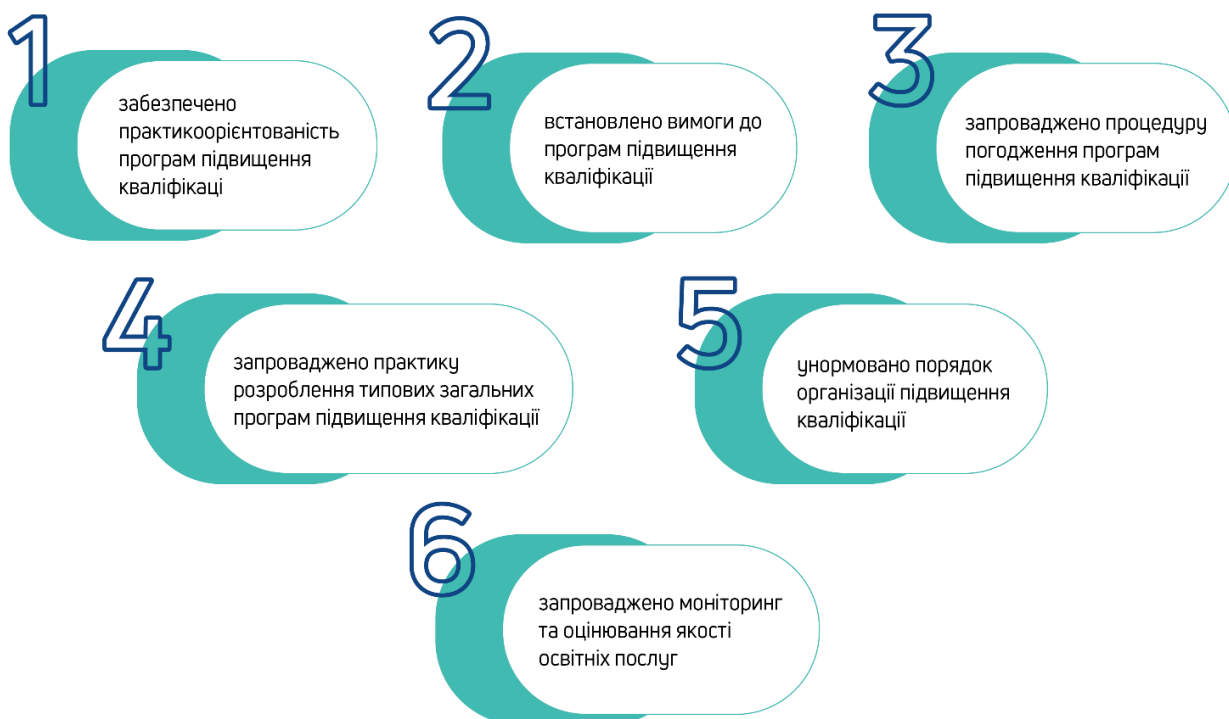 1
забезпечено
практикоорієнтованість
програм підвищення
кваліфікаці
2
встановлено вимоги до
програм підвищення
кваліфікації
3
запроваджено процедуру
погодження програм
підвищення кваліфікації
4
запроваджено практику
розроблення типових загальних
програм підвищення кваліфікації
5
унормовано порядок
організації підвищення
кваліфікації
6
запроваджено моніторинг
та оцінювання якості
освітніх послуг